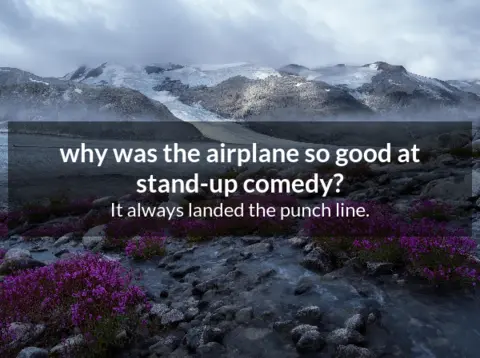 why was the airplane so good at
stand-up comedy?
It always landed the punch line.